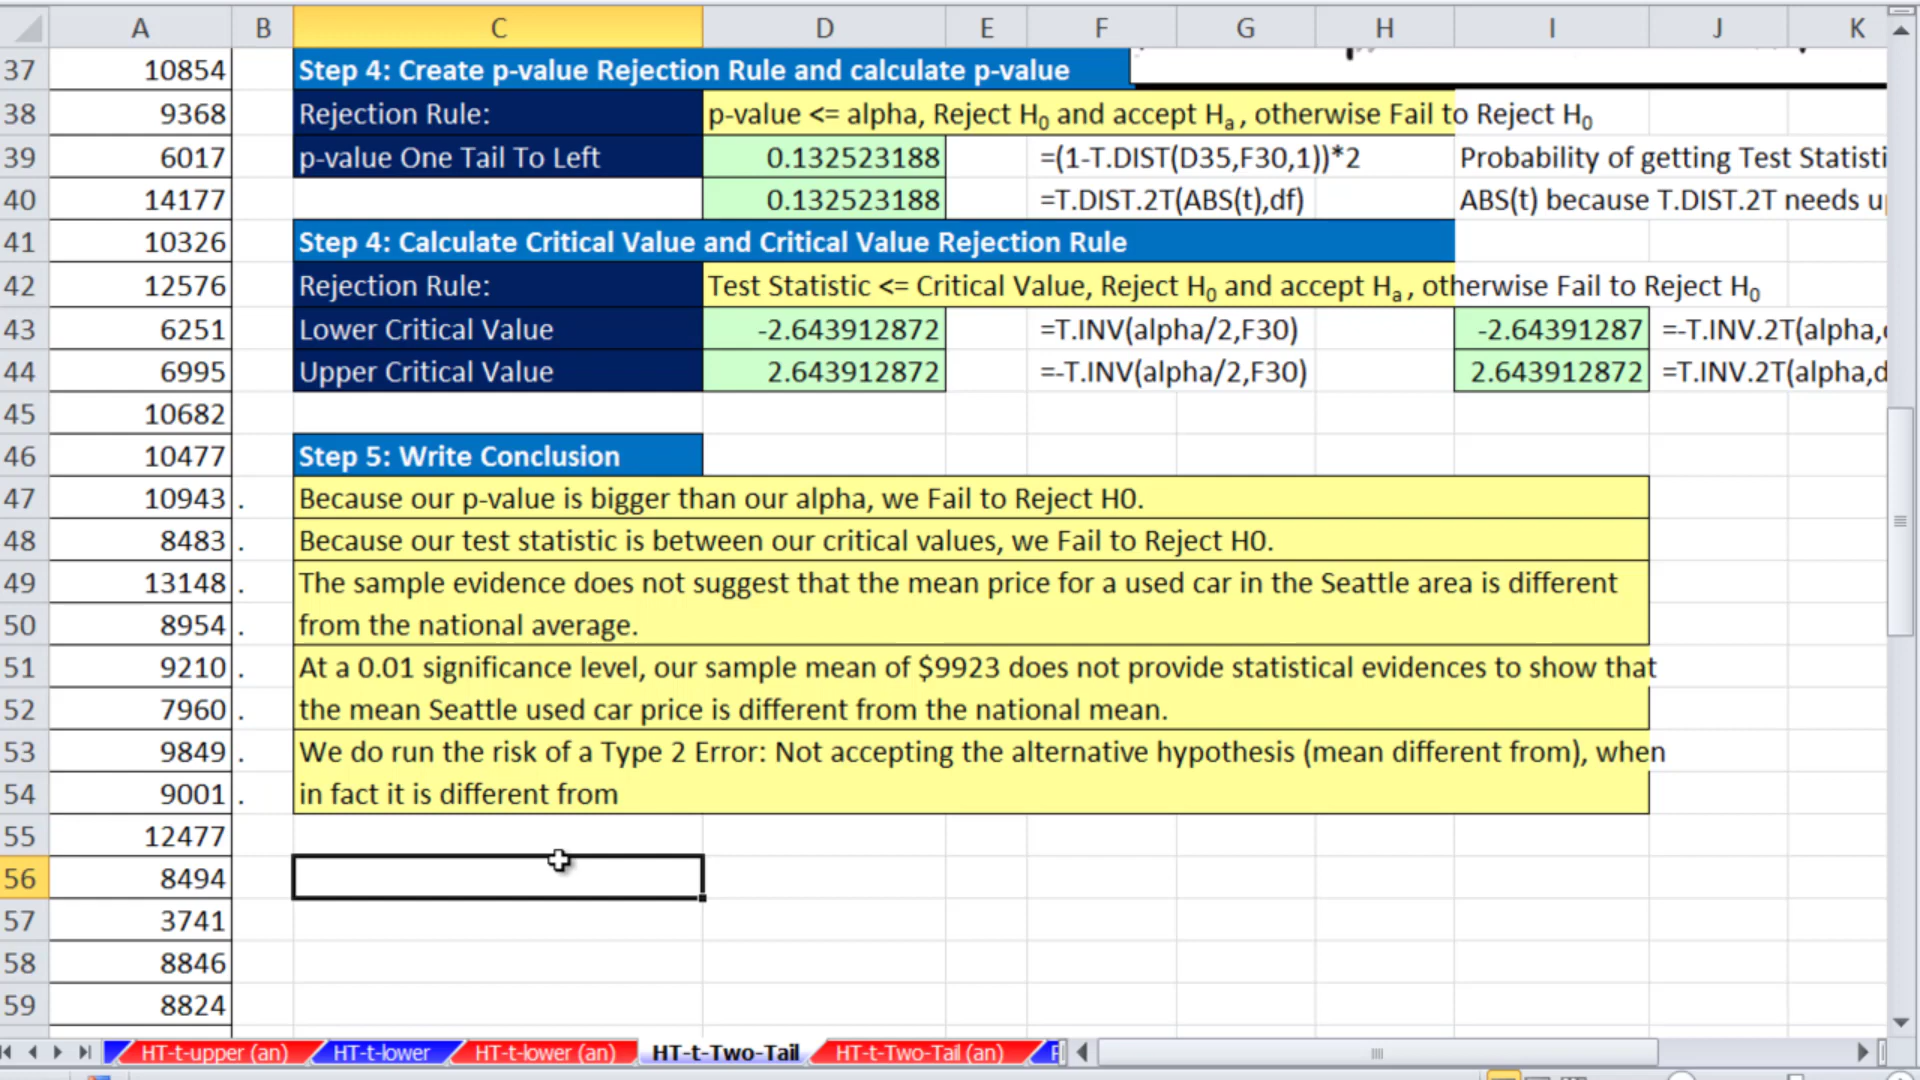 A B C D E F G H I J K
37 10854 Step 4: Create p-value Rejection Rule and calculate p-value
38 9368 Rejection Rule: p-value <= alpha, Reject H0 and accept Ha , otherwise Fail to Reject H0
39 6017 p-value One Tail To Left 0.132523188 =(1-T.DIST(D35,F30,1))*2 Probability of getting Test Statisti
40 14177 0.132523188 =T.DIST.2T(ABS(t),df) ABS(t) because T.DIST.2T needs u
41 10326 Step 4: Calculate Critical Value and Critical Value Rejection Rule
42 12576 Rejection Rule: Test Statistic <= Critical Value, Reject H0 and accept Ha , otherwise Fail to Reject H0
43 6251 Lower Critical Value -2.643912872 =T.INV(alpha/2,F30) -2.64391287 =-T.INV.2T(alpha,
44 6995 Upper Critical Value 2.643912872 =-T.INV(alpha/2,F30) 2.643912872 =T.INV.2T(alpha,d
45 10682
46 10477 Step 5: Write Conclusion
47 10943 . Because our p-value is bigger than our alpha, we Fail to Reject H0.
48 8483 . Because our test statistic is between our critical values, we Fail to Reject H0.
49 13148 . The sample evidence does not suggest that the mean price for a used car in the Seattle area is different
50 8954 . from the national average.
51 9210 . At a 0.01 significance level, our sample mean of $9923 does not provide statistical evidences to show that
52 7960 . the mean Seattle used car price is different from the national mean.
53 9849 . We do run the risk of a Type 2 Error: Not accepting the alternative hypothesis (mean different from), when
54 9001 . in fact it is different from
55 12477
56 8494
57 3741
58 8846
59 8824
HT-t-upper (an) HT-t-lower HT-t-lower (an) HT-t-Two-Tail HT-t-Two-Tail (an)